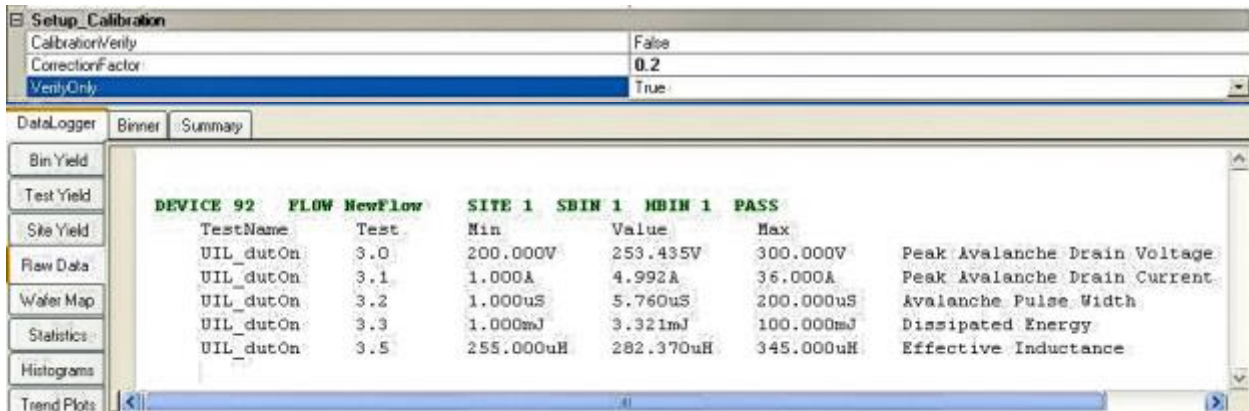 Setup_Calibration
CalibrationVerify False
CorrectionFactor 0.2
VerifyOnly True
DataLogger Binner Summary
Bin Yield
Test Yield
Site Yield
Raw Data
Wafer Map
Statistics
Histograms
Trend Plots
DEVICE 92 FLOW NewFlow SITE 1 SBIN 1 HBIN 1 PASS
TestName Test Min Value Max
UIL_dutOn 3.0 200.000V 253.435V 300.000V Peak Avalanche Drain Voltage
UIL_dutOn 3.1 1.000A 4.992A 36.000A Peak Avalanche Drain Current
UIL_dutOn 3.2 1.000uS 5.760uS 200.000uS Avalanche Pulse Width
UIL_dutOn 3.3 1.000mJ 3.321mJ 100.000mJ Dissipated Energy
UIL_dutOn 3.5 255.000uH 282.370uH 345.000uH Effective Inductance